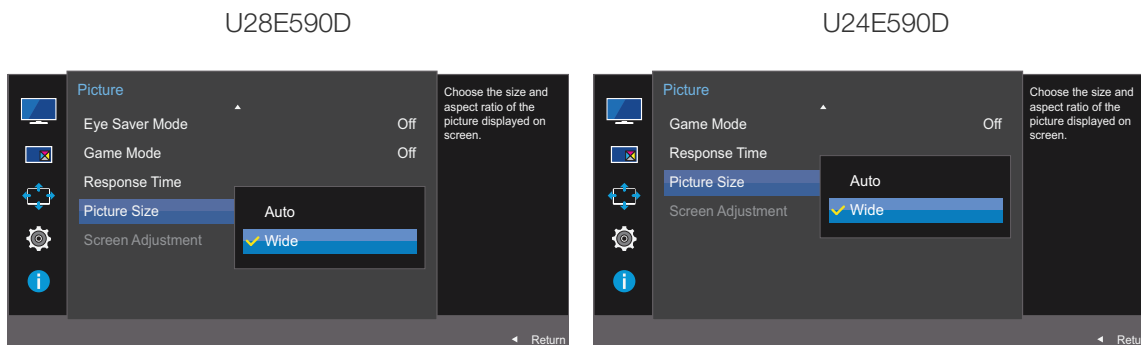 U28E590D
Picture
Eye Saver Mode Off
Game Mode Off
Response Time
Picture Size
Auto
Screen Adjustment
Wide
Choose the size and
aspect ratio of the
picture displayed on
screen.
Return
U24E590D
Picture
Game Mode Off
Response Time
Picture Size
Auto
Screen Adjustment
Wide
Choose the size and
aspect ratio of the
picture displayed on
screen.
Retu